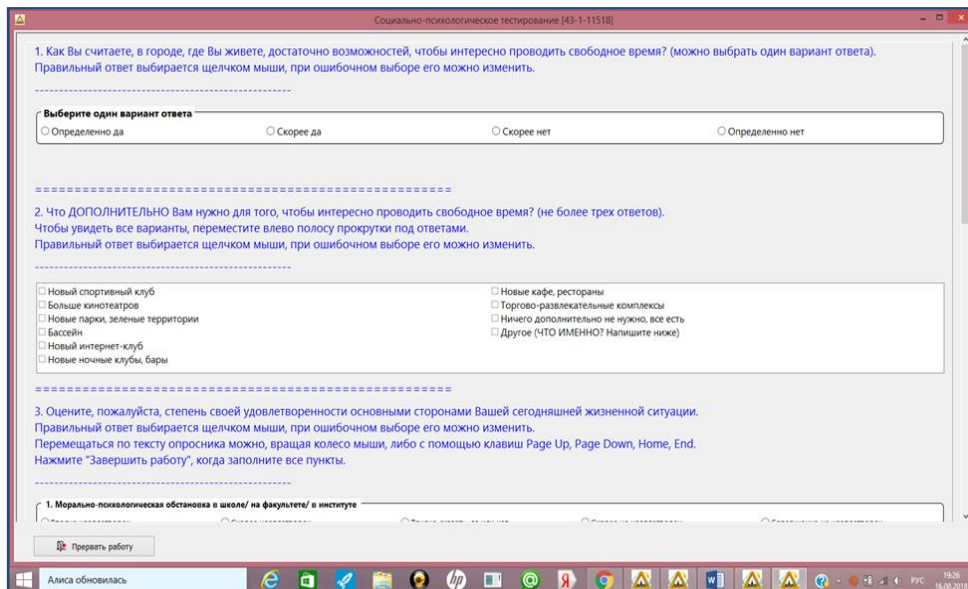 Социально-психологическое тестирование [43-1-11518]
1. Как Вы считаете, в городе, где Вы живете, достаточно возможностей, чтобы интересно проводить свободное время? (можно выбрать один вариант ответа).
Правильный ответ выбирается щелчком мыши, при ошибочном выборе его можно изменить.
----------------------------------------------------
Выберите один вариант ответа
Определенно да Скорее да Скорее нет Определенно нет
=====================================================
2. Что ДОПОЛНИТЕЛЬНО Вам нужно для того, чтобы интересно проводить свободное время? (не более трех ответов).
Чтобы увидеть все варианты, переместите влево полосу прокрутки под ответами.
Правильный ответ выбирается щелчком мыши, при ошибочном выборе его можно изменить.
----------------------------------------------------
Новый спортивный клуб
Больше кинотеатров
Новые парки, зеленые территории
Бассейн
Новый интернет-клуб
Новые ночные клубы, бары
Новые кафе, рестораны
Торгово-развлекательные комплексы
Ничего дополнительно не нужно, все есть
Другое (ЧТО ИМЕННО? Напишите ниже)
=====================================================
3. Оцените, пожалуйста, степень своей удовлетворенности основными сторонами Вашей сегодняшней жизненной ситуации.
Правильный ответ выбирается щелчком мыши, при ошибочном выборе его можно изменить.
Перемещаться по тексту опросника можно, вращая колесо мыши, либо с помощью клавиш Page Up, Page Down, Home, End.
Нажмите "Завершить работу", когда заполните все пункты.
----------------------------------------------------
1. Морально-психологическая обстановка в школе/ на факультете/ в институте
Прервать работу
Алиса обновилась
РУС
19:26
16.08.2018